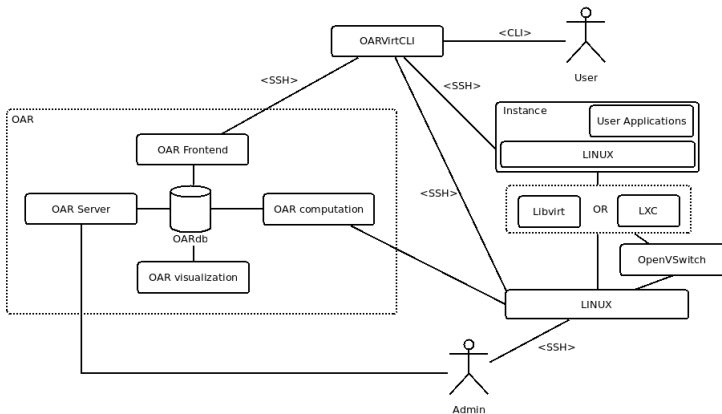 OARVirtCLI
<CLI>
User
<SSH>
<SSH>
OAR
Instance
User Applications
OAR Frontend
LINUX
<SSH>
OAR Server
OAR computation
Libvirt
OR
LXC
OARdb
OpenVSwitch
OAR visualization
LINUX
<SSH>
Admin